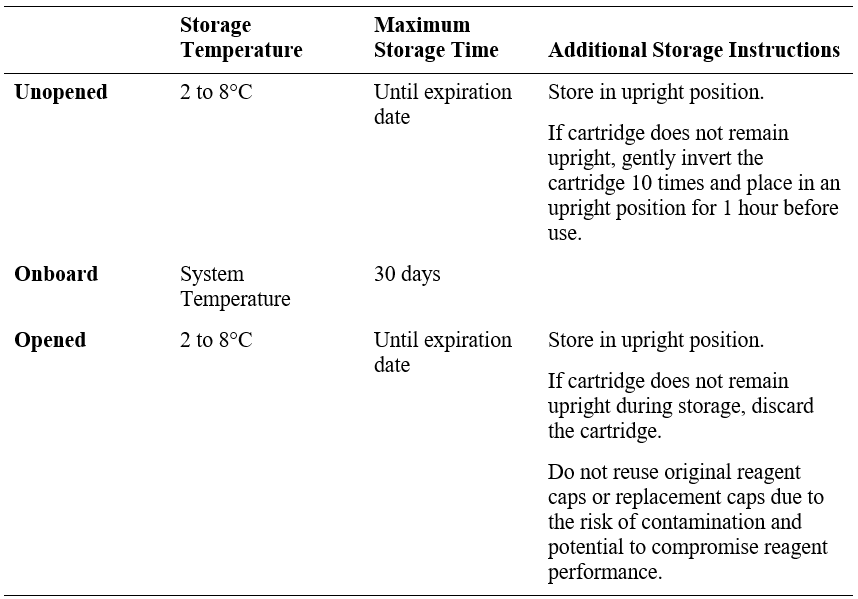 Storage Temperature
Maximum Storage Time
Additional Storage Instructions
Unopened
2 to 8°C
Until expiration
date
Store in upright position.
If cartridge does not remain
upright, gently invert the
cartridge 10 times and place in an
upright position for 1 hour before
use.
Onboard
System
Temperature
30 days
Opened
2 to 8°C
Until expiration
date
Store in upright position.
If cartridge does not remain
upright during storage, discard
the cartridge.
Do not reuse original reagent
caps or replacement caps due to
the risk of contamination and
potential to compromise reagent
performance.